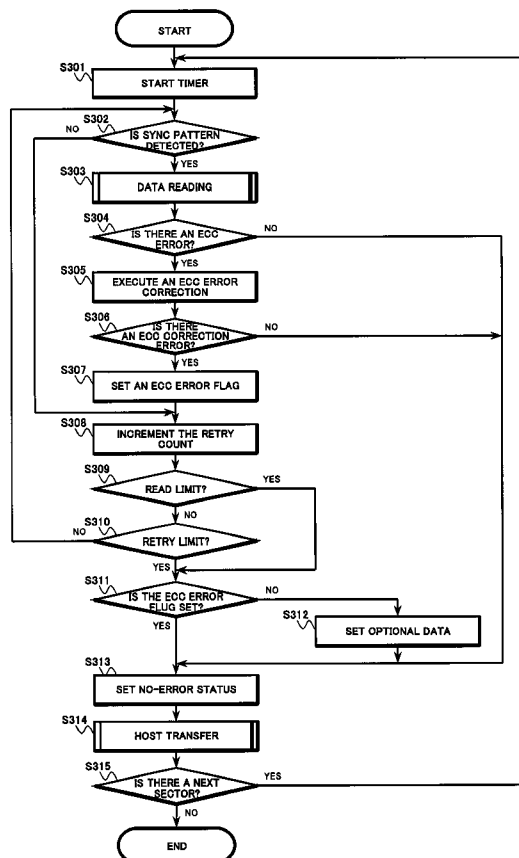 START
S301
START TIMER
S302
NO
IS SYNC PATTERN
DETECTED?
YES
S303
DATA READING
S304
IS THERE AN ECC
ERROR?
NO
YES
S305
EXECUTE AN ECC ERROR
CORRECTION
S306
IS THERE
AN ECC CORRECTION
ERROR?
NO
YES
S307
SET AN ECC ERROR FLAG
S308
INCREMENT THE RETRY
COUNT
S309
READ LIMIT?
YES
NO
S310
NO
RETRY LIMIT?
YES
S311
IS THE ECC ERROR
FLUG SET?
NO
YES
S312
SET OPTIONAL DATA
S313
SET NO-ERROR STATUS
S314
HOST TRANSFER
S315
IS THERE A NEXT
SECTOR?
YES
NO
END